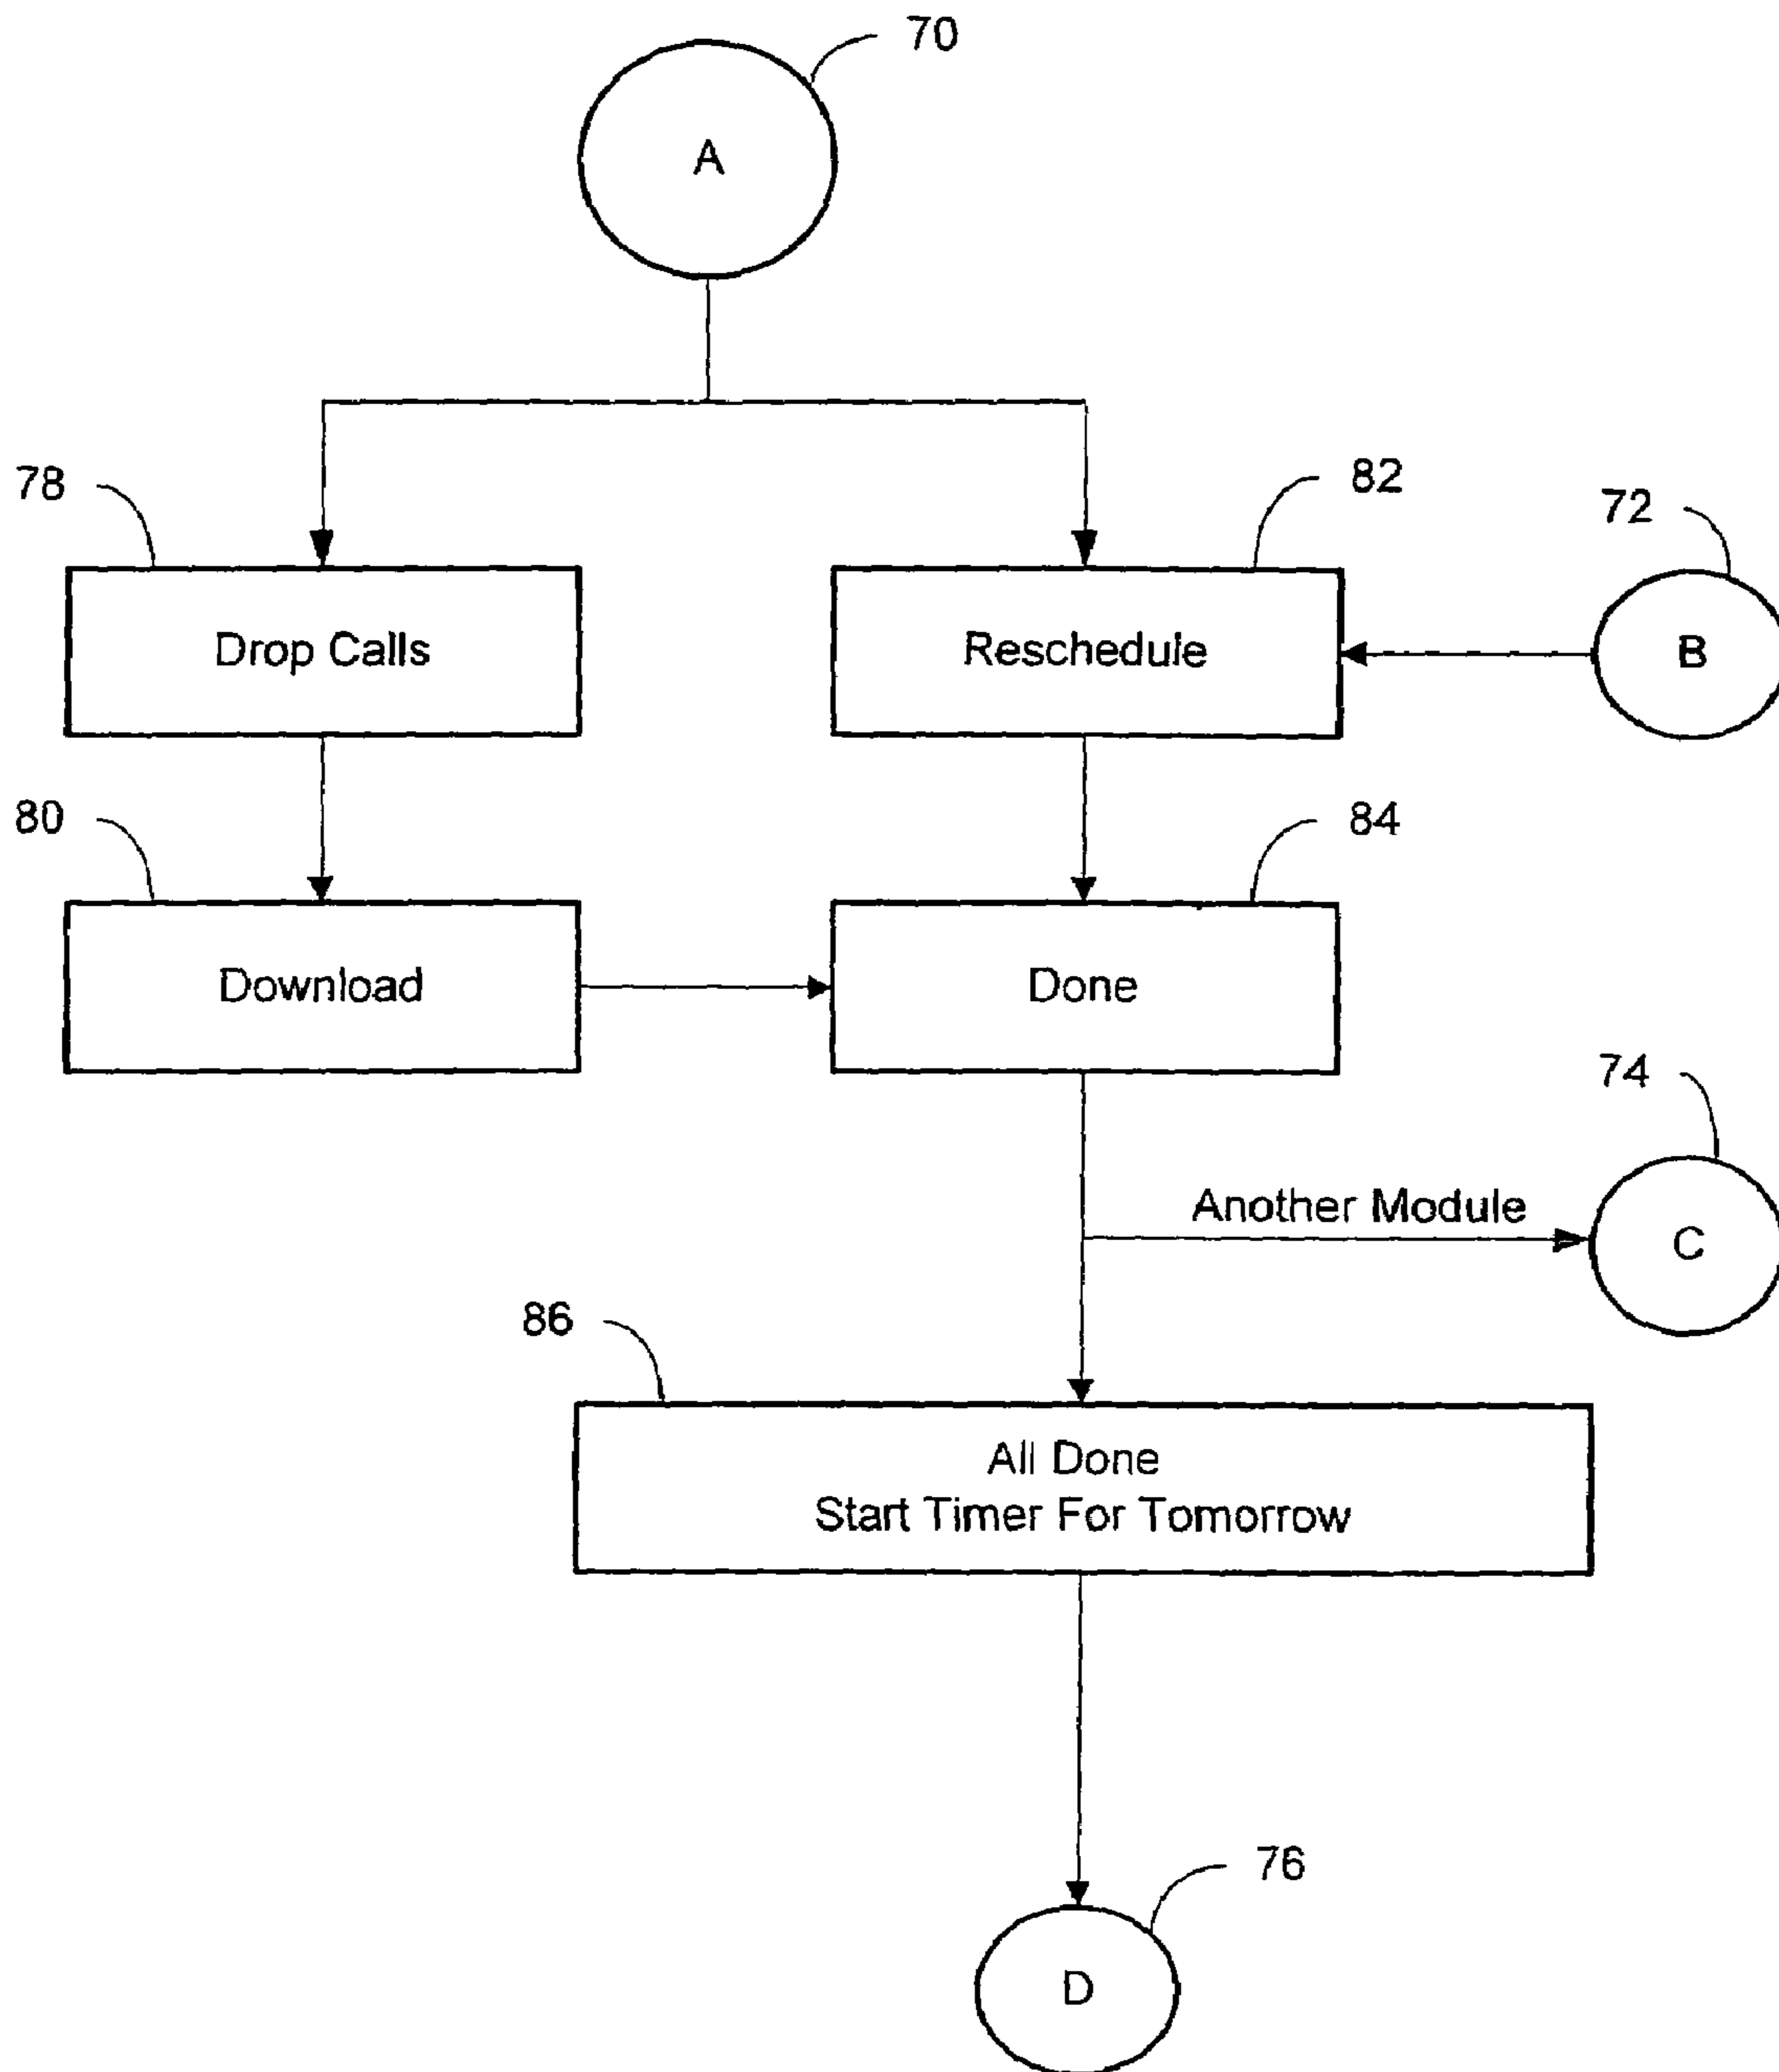 70
A
78
82
72
Drop Calls
Reschedule
B
80
84
Download
Done
74
Another Module
C
86
All Done
Start Timer For Tomorrow
76
D